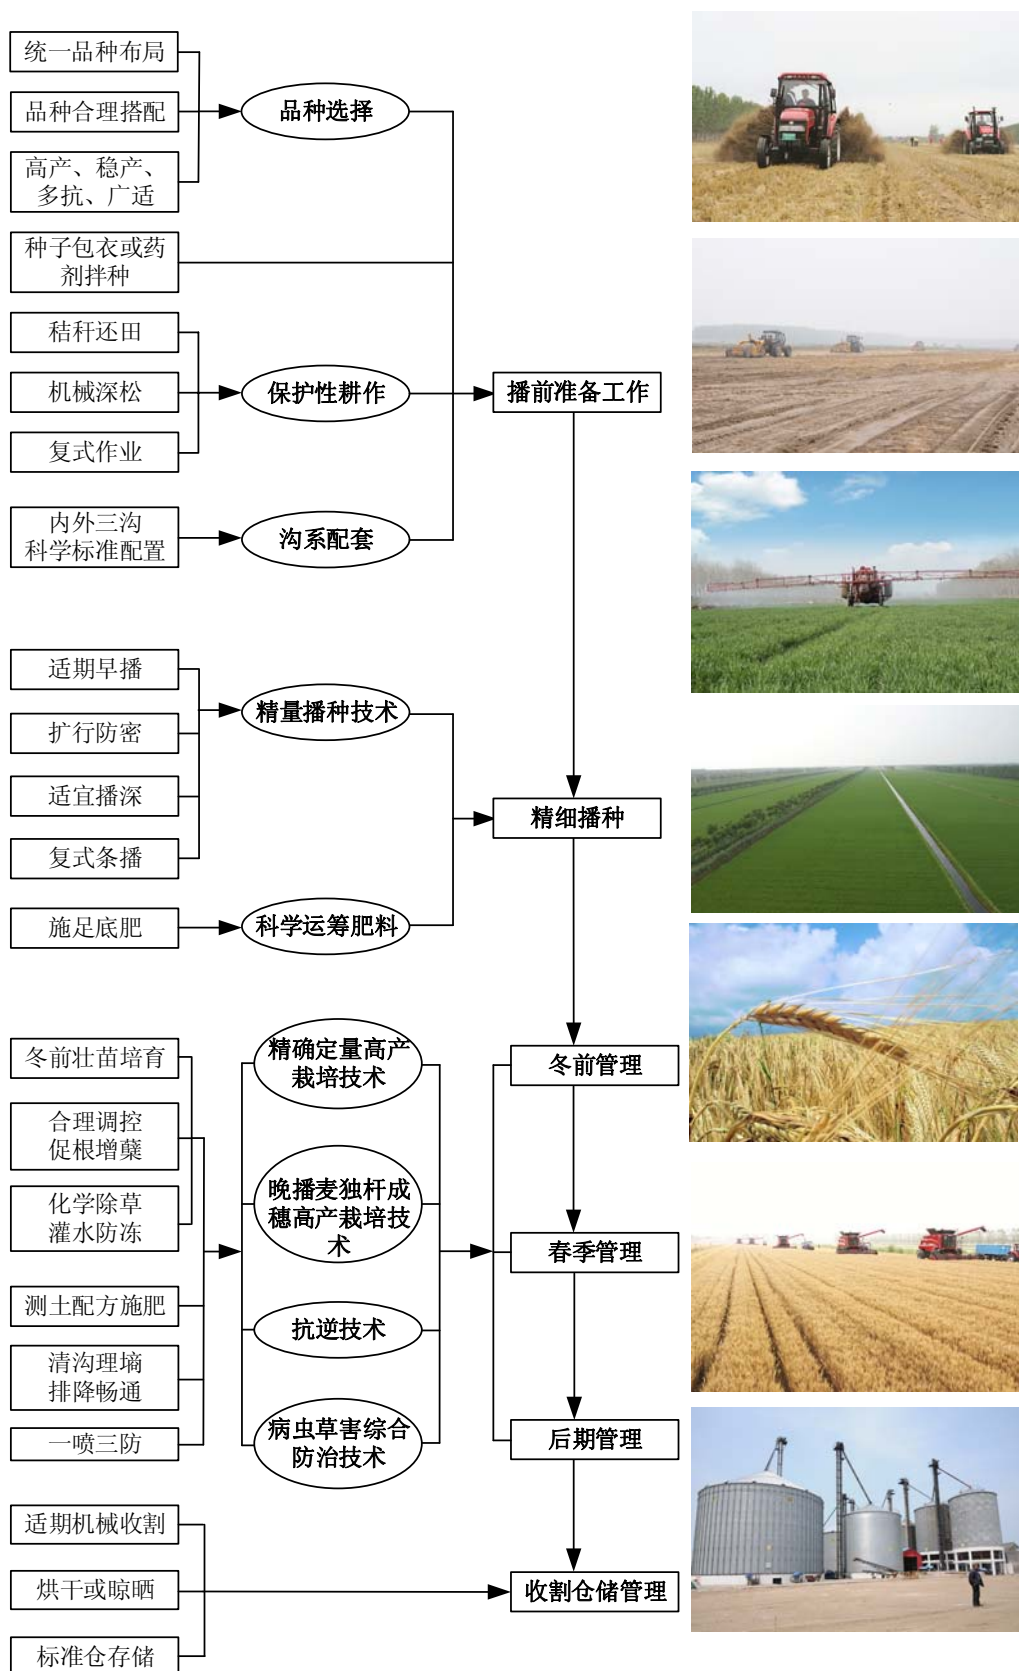 统一品种布局
品种合理搭配
高产、稳产、
多抗、广适
品种选择
种子包衣或药
剂拌种
秸秆还田
机械深松
复式作业
保护性耕作
播前准备工作
内外三沟
科学标准配置
沟系配套
适期早播
扩行防密
适宜播深
复式条播
精量播种技术
精细播种
施足底肥
科学运筹肥料
冬前壮苗培育
合理调控
促根增蘖
化学除草
灌水防冻
测土配方施肥
清沟理墒
排降畅通
一喷三防
精确定量高产
栽培技术
晚播麦独杆成
穗高产栽培技
术
抗逆技术
病虫草害综合
防治技术
冬前管理
春季管理
后期管理
适期机械收割
烘干或晾晒
标准仓存储
收割仓储管理